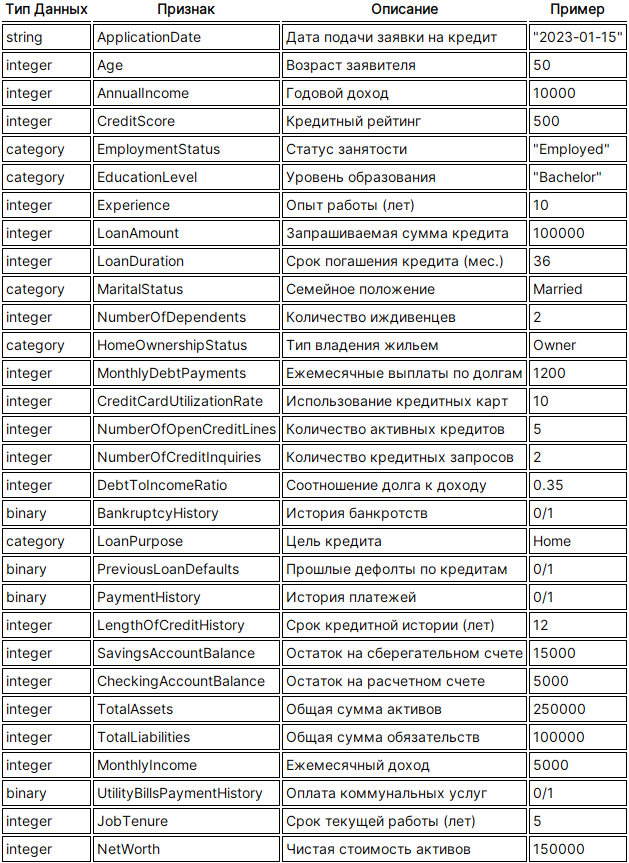 Тип Данных Признак Описание Пример
string ApplicationDate Дата подачи заявки на кредит "2023-01-15"
integer Age Возраст заявителя 50
integer AnnualIncome Годовой доход 10000
integer CreditScore Кредитный рейтинг 500
category EmploymentStatus Статус занятости "Employed"
category EducationLevel Уровень образования "Bachelor"
integer Experience Опыт работы (лет) 10
integer LoanAmount Запрашиваемая сумма кредита 100000
integer LoanDuration Срок погашения кредита (мес.) 36
category MaritalStatus Семейное положение Married
integer NumberOfDependents Количество иждивенцев 2
category HomeOwnershipStatus Тип владения жильем Owner
integer MonthlyDebtPayments Ежемесячные выплаты по долгам 1200
integer CreditCardUtilizationRate Использование кредитных карт 10
integer NumberOfOpenCreditLines Количество активных кредитов 5
integer NumberOfCreditInquiries Количество кредитных запросов 2
integer DebtToIncomeRatio Соотношение долга к доходу 0.35
binary BankruptcyHistory История банкротств 0/1
category LoanPurpose Цель кредита Home
binary PreviousLoanDefaults Прошлые дефолты по кредитам 0/1
binary PaymentHistory История платежей 0/1
integer LengthOfCreditHistory Срок кредитной истории (лет) 12
integer SavingsAccountBalance Остаток на сберегательном счете 15000
integer CheckingAccountBalance Остаток на расчетном счете 5000
integer TotalAssets Общая сумма активов 250000
integer TotalLiabilities Общая сумма обязательств 100000
integer MonthlyIncome Ежемесячный доход 5000
binary UtilityBillsPaymentHistory Оплата коммунальных услуг 0/1
integer JobTenure Срок текущей работы (лет) 5
integer NetWorth Чистая стоимость активов 150000